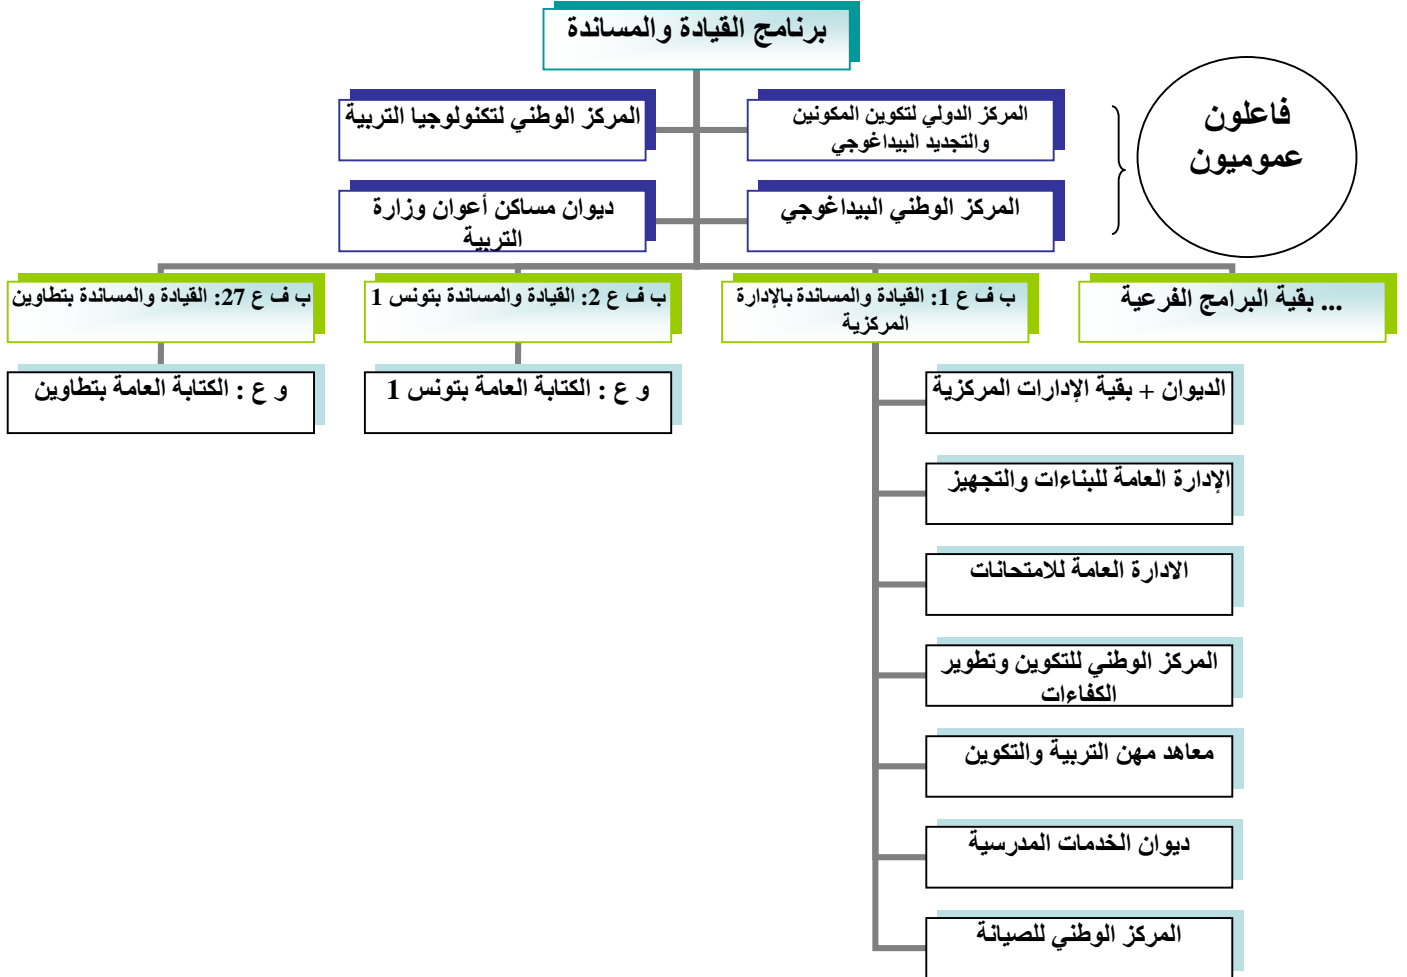 برنامج القيادة والمساندة
فاعلون
عموميون
المركز الدولي لتكوين المكونين
والتجديد البيداغوجي
المركز الوطني لتكنولوجيا التربية
المركز الوطني البيداغوجي
ديوان مساكن أعوان وزارة
التربية
... بقية البرامج الفرعية
ب ف ع 1: القيادة والمساندة بالإدارة
المركزية
ب ف ع 2: القيادة والمساندة بتونس 1
ب ف ع 27: القيادة والمساندة بتطاوين
الديوان + بقية الإدارات المركزية
و ع : الكتابة العامة بتونس 1
و ع : الكتابة العامة بتطاوين
الإدارة العامة للبناءات والتجهيز
الادارة العامة للامتحانات
المركز الوطني للتكوين وتطوير
الكفاءات
معاهد مهن التربية والتكوين
ديوان الخدمات المدرسية
المركز الوطني للصيانة